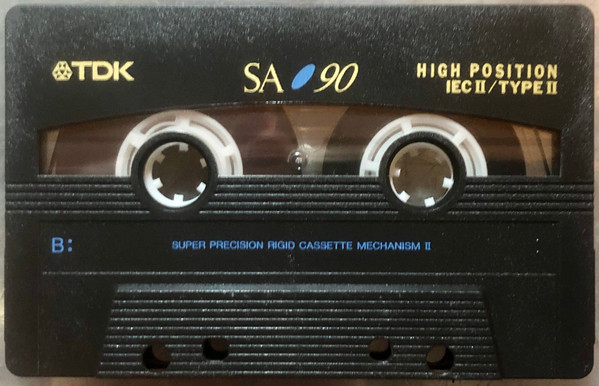 TDK SA 90 HIGH POSITION
IEC II / TYPE II
B: SUPER PRECISION RIGID CASSETTE MECHANISM II